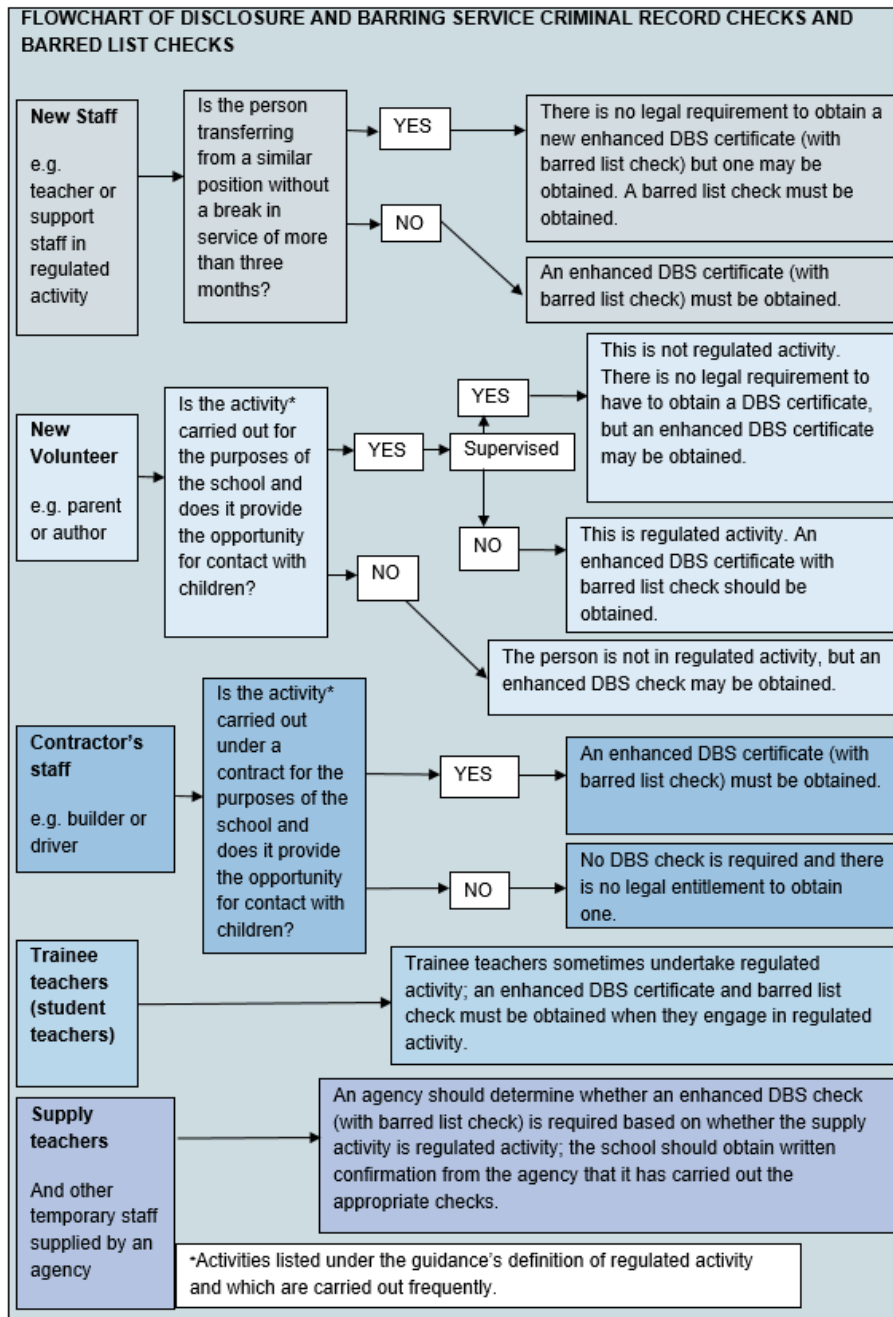 FLOWCHART OF DISCLOSURE AND BARRING SERVICE CRIMINAL RECORD CHECKS AND
BARRED LIST CHECKS
New Staff
e.g.
teacher or
support
staff in
regulated
activity
Is the person
transferring
from a similar
position without
a break in
service of more
than three
months?
YES
There is no legal requirement to obtain a
new enhanced DBS certificate (with
barred list check) but one may be
obtained. A barred list check must be
obtained.
NO
An enhanced DBS certificate (with
barred list check) must be obtained.
New
Volunteer
e.g. parent
or author
Is the activity*
carried out for
the purposes of
the school and
does it provide
the opportunity
for contact with
children?
YES
Supervised
YES
This is not regulated activity.
There is no legal requirement to
have to obtain a DBS certificate,
but an enhanced DBS certificate
may be obtained.
NO
This is regulated activity. An
enhanced DBS certificate with
barred list check should be
obtained.
NO
The person is not in regulated activity, but an
enhanced DBS check may be obtained.
Contractor's
staff
e.g. builder or
driver
Is the activity*
carried out
under a
contract for the
purposes of the
school and
does it provide
the opportunity
for contact with
children?
YES
An enhanced DBS certificate (with
barred list check) must be obtained.
NO
No DBS check is required and there
is no legal entitlement to obtain
one.
Trainee
teachers
(student
teachers)
Trainee teachers sometimes undertake regulated
activity; an enhanced DBS certificate and barred list
check must be obtained when they engage in regulated
activity.
Supply
teachers
And other
temporary staff
supplied by an
agency
An agency should determine whether an enhanced DBS check
(with barred list check) is required based on whether the supply
activity is regulated activity; the school should obtain written
confirmation from the agency that it has carried out the
appropriate checks.
*Activities listed under the guidance's definition of regulated activity
and which are carried out frequently.